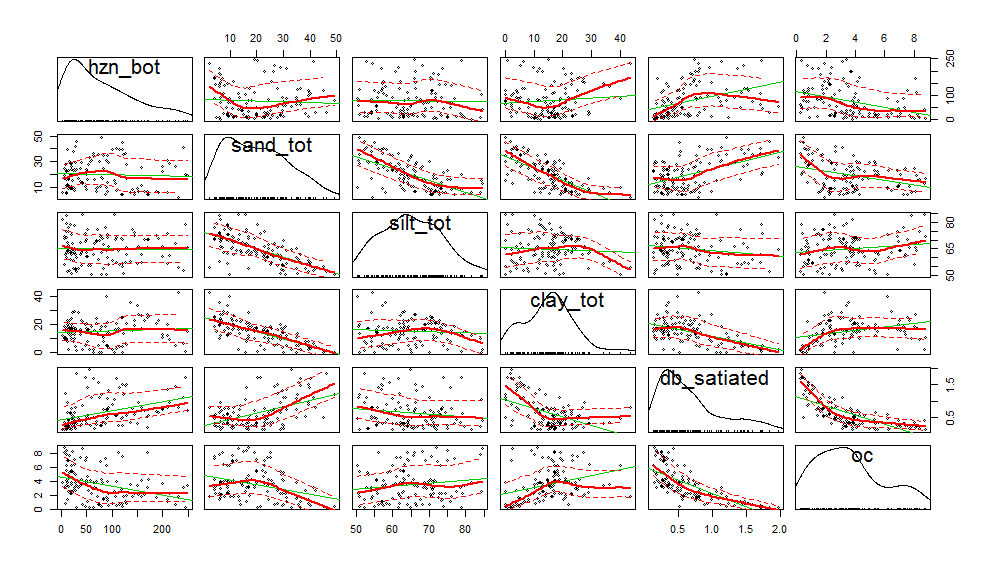 10 20 30 40 50 0 10 20 30 40 0 2 4 6 8
hzn_bot
0 100 250
10 30 50
sand_tot
silt_tot
50 65 80
0 20 40
clay_tot
db_satiated
0.5 1.5
0 2 4 6 8
oc
0 50 100 200 50 60 70 80 0.5 1.0 1.5 2.0